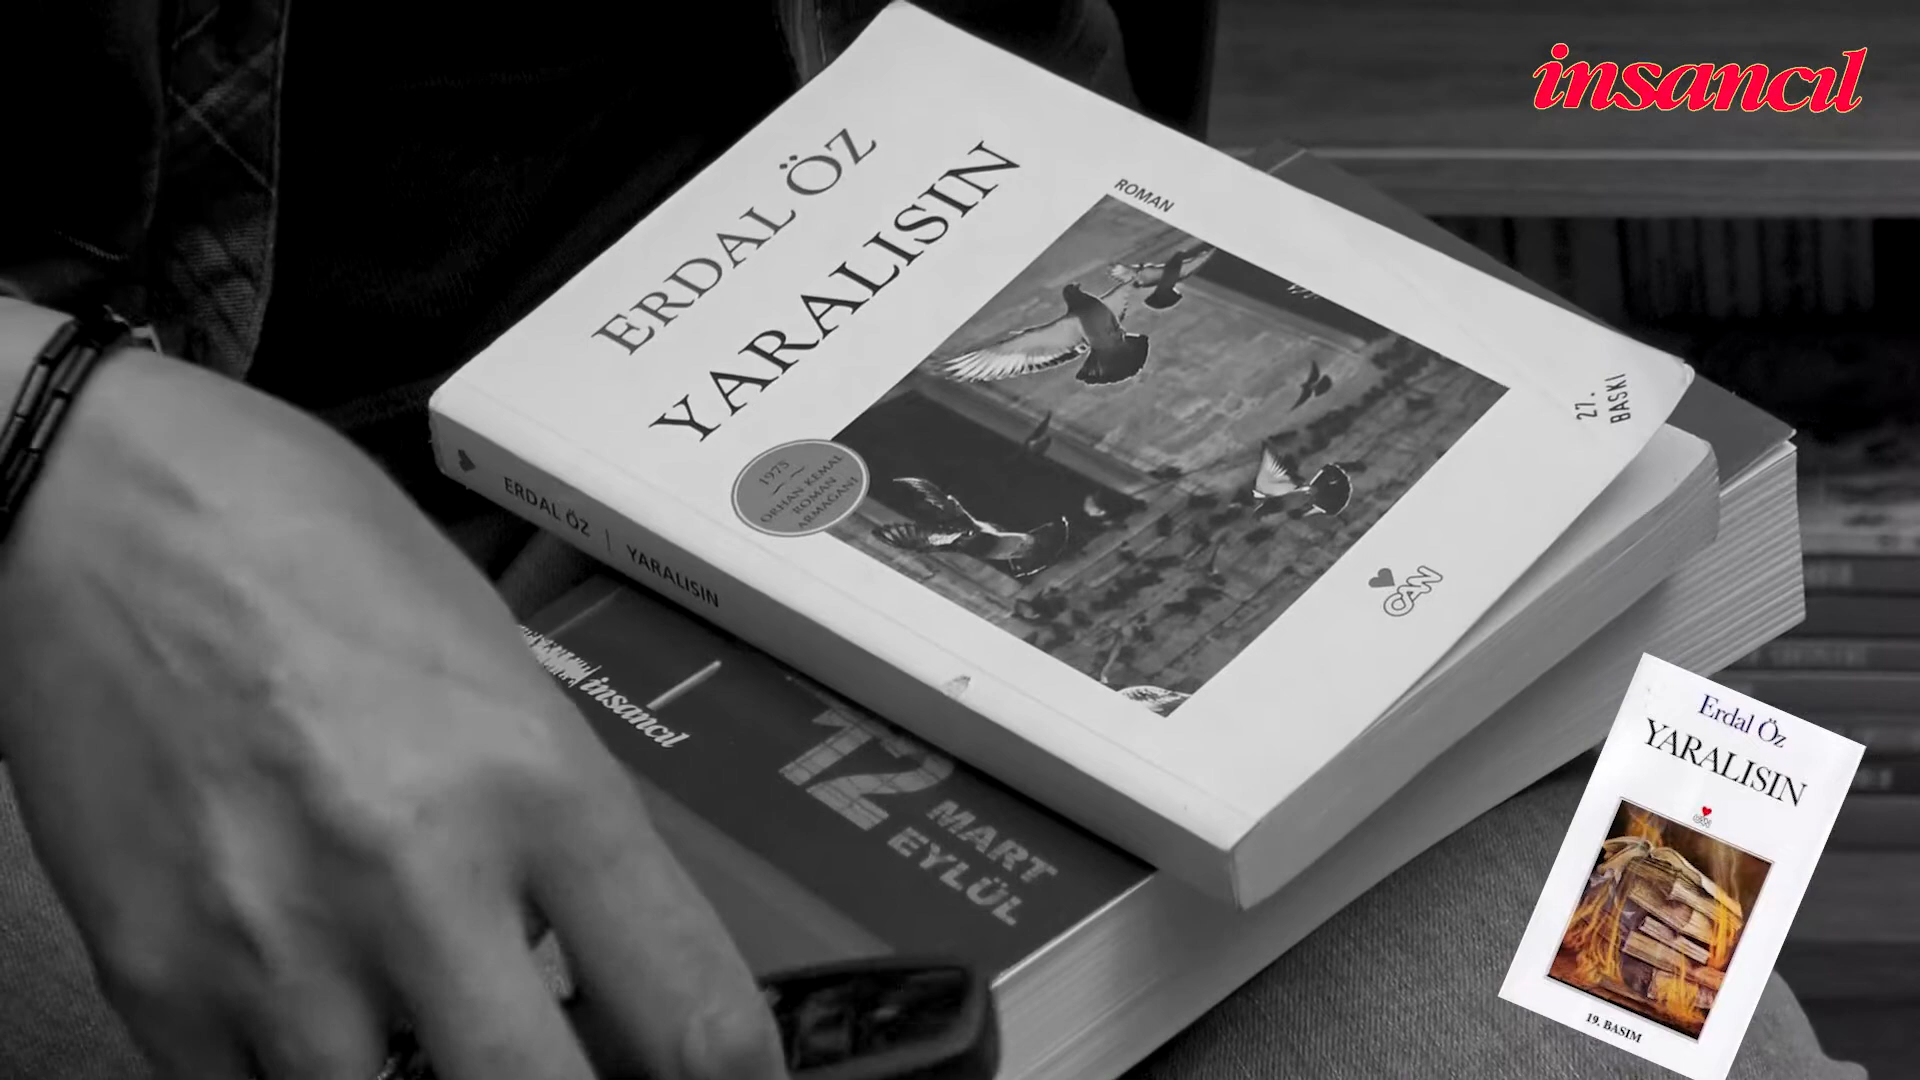 insancıl
ERDAL ÖZ
YARALISIN
ROMAN
27.
BASKI
1975
ORHAN KEMAL
ROMAN
ARMAĞANI
CAN
ERDAL ÖZ | YARALISIN
insancıl
12
MART
EYLÜL
Erdal Öz
YARALISIN
CAN
19. BASIM